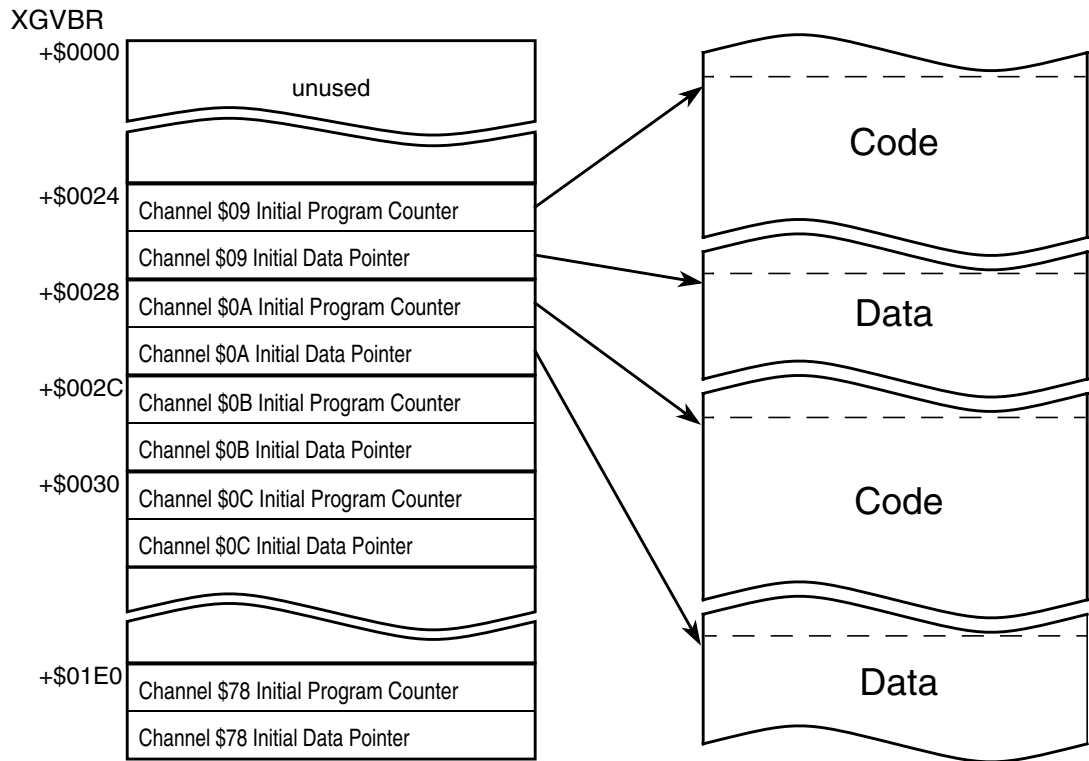 XGVBR
+$0000
unused
+$0024
Channel $09 Initial Program Counter
Channel $09 Initial Data Pointer
+$0028
Channel $0A Initial Program Counter
Channel $0A Initial Data Pointer
+$002C
Channel $0B Initial Program Counter
Channel $0B Initial Data Pointer
+$0030
Channel $0C Initial Program Counter
Channel $0C Initial Data Pointer
+$01E0
Channel $78 Initial Program Counter
Channel $78 Initial Data Pointer
Code
Data
Code
Data